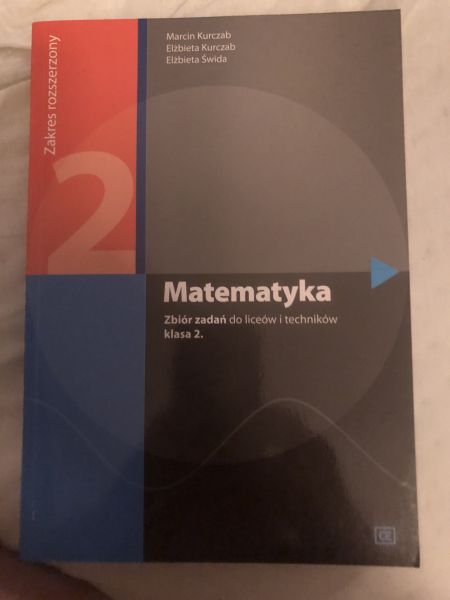 Marcin Kurczab
Elżbieta Kurczab
Elżbieta Świda
Zakres rozszerzony
2
Matematyka
Zbiór zadań do liceów i techników
klasa 2.
OE